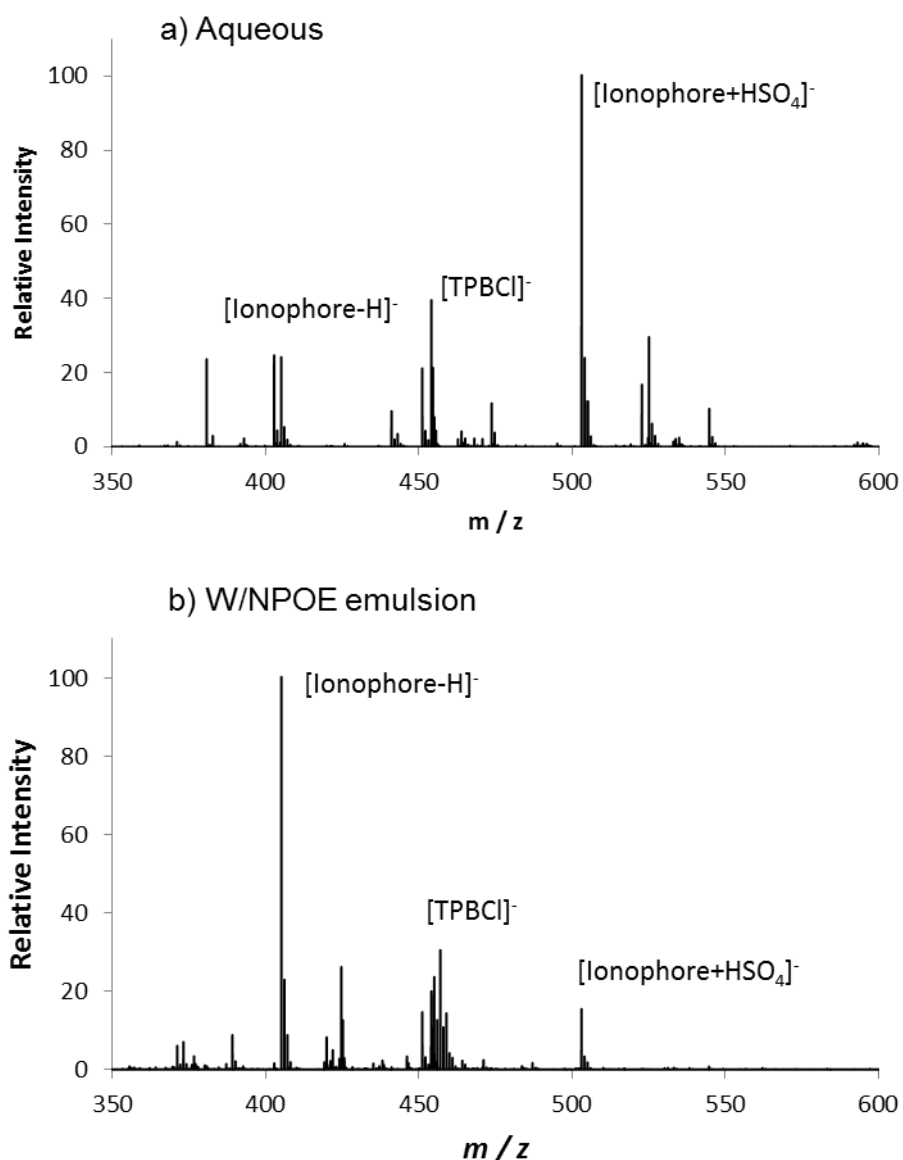 a) Aqueous
100
80
60
40
20
0
Relative Intensity
[Ionophore+HSO₄]⁻
[TPBCl]⁻
[Ionophore-H]⁻
350 400 450 500 550 600
m / z
b) W/NPOE emulsion
100
80
60
40
20
0
Relative Intensity
[Ionophore-H]⁻
[TPBCl]⁻
[Ionophore+HSO₄]⁻
350 400 450 500 550 600
m / z